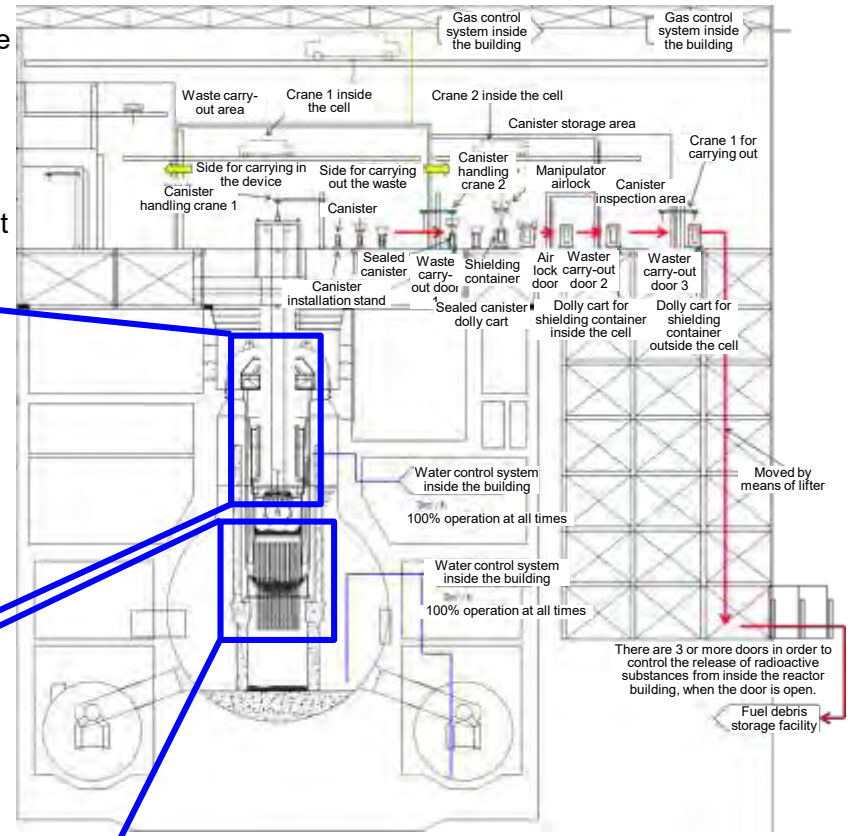 e
t
Gas control
system inside
the building
Gas control
system inside
the building
Waste carry-
out area
Crane 1 inside
the cell
Crane 2 inside the cell
Canister storage area
Crane 1 for
carrying out
Side for carrying in
the device
Side for carrying
out the waste
Canister
handling crane 2
Manipulator
airlock
Canister
inspection area
Canister
handling crane 1
Canister
Sealed
canister
Waste
carry-
out door
1
Shielding
container
Air
lock
door
Waster
carry-out
door 2
Waster
carry-out
door 3
Canister
installation stand
Sealed canister
dolly cart
Dolly cart for
shielding container
inside the cell
Dolly cart for
shielding
container
outside the cell
Water control system
inside the building
100% operation at all times
Moved by
means of lifter
Water control system
inside the building
100% operation at all times
There are 3 or more doors in order to
control the release of radioactive
substances from inside the reactor
building, when the door is open.
Fuel debris
storage facility